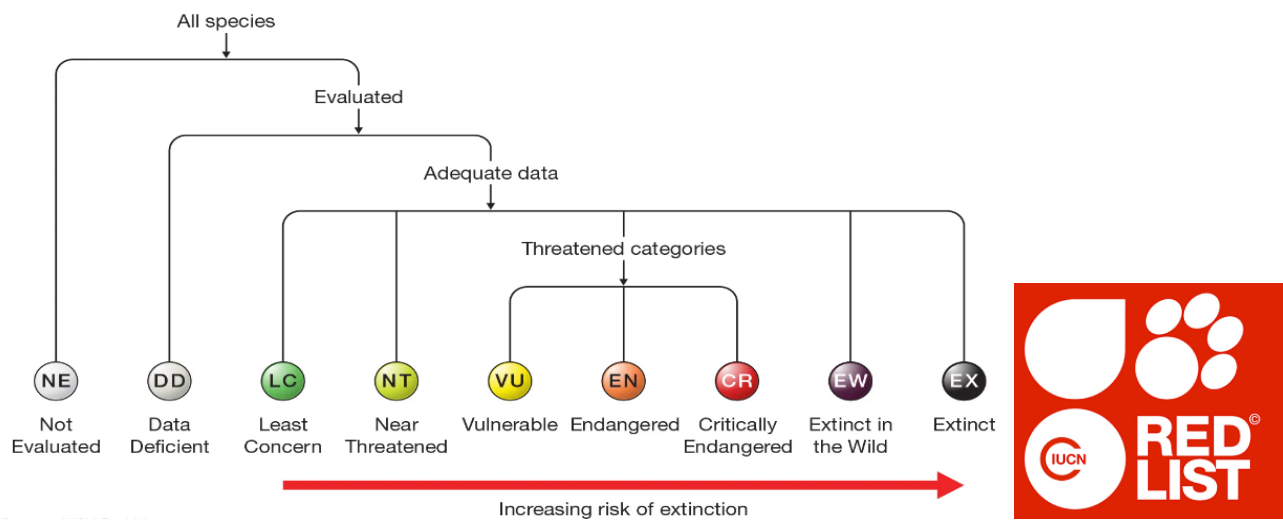 All species
Evaluated
Adequate data
Threatened categories
NE
DD
LC
NT
VU
EN
CR
EW
EX
Not
Evaluated
Data
Deficient
Least
Concern
Near
Threatened
Vulnerable
Endangered
Critically
Endangered
Extinct in
the Wild
Extinct
Increasing risk of extinction
IUCN
RED©
LIST